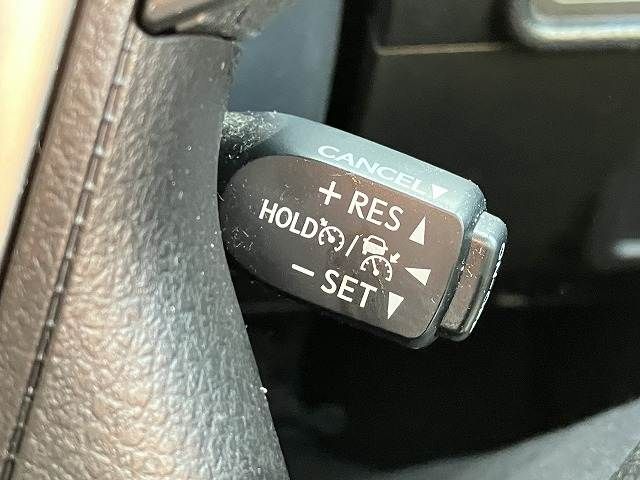 CANCEL▼
+ RES ▲
HOLD / ◀
− SET ▼